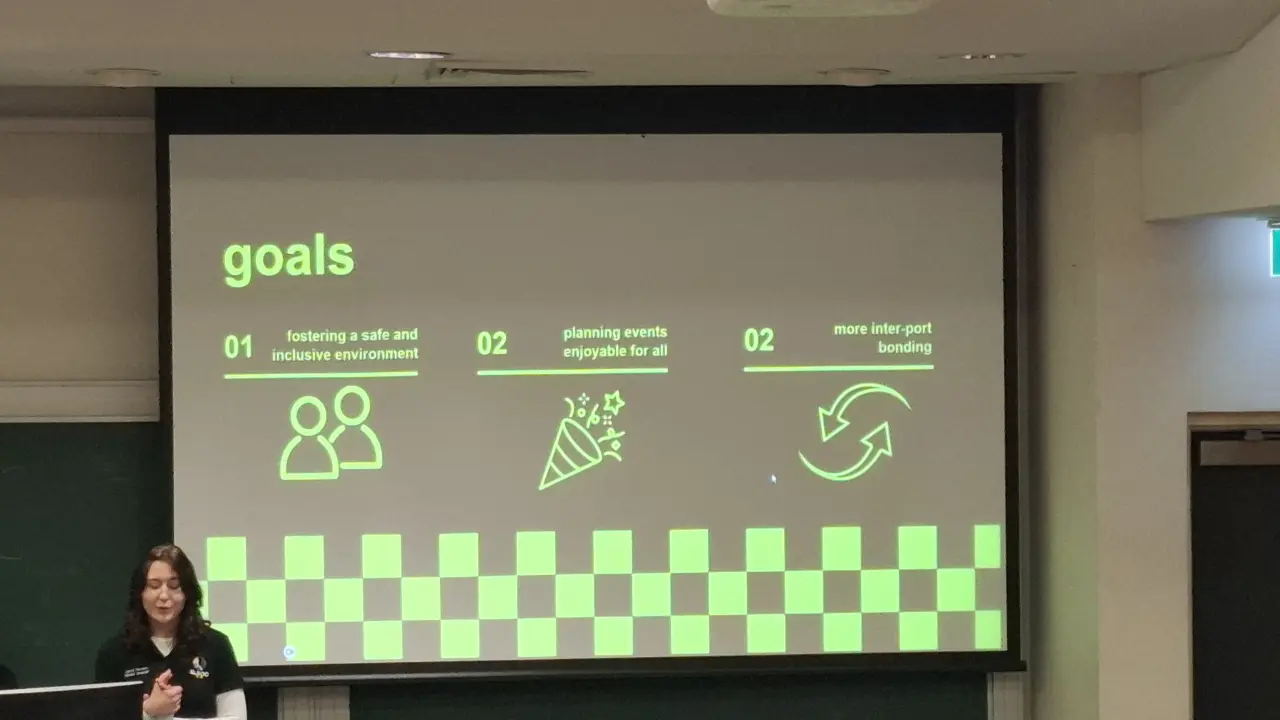 goals
01
fostering a safe and
inclusive environment
02
planning events
enjoyable for all
02
more inter-port
bonding